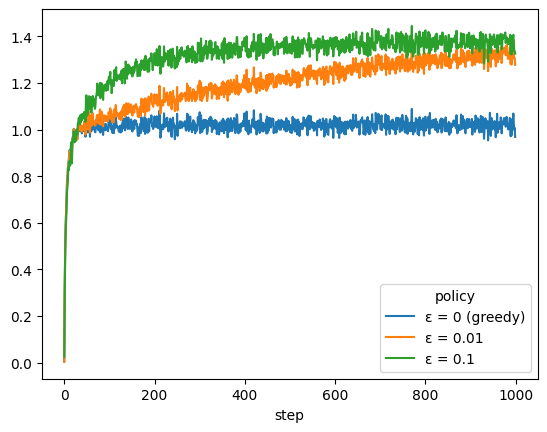 1.4
1.2
1.0
0.8
0.6
0.4
0.2
0.0
policy
ε = 0 (greedy)
ε = 0.01
ε = 0.1
0 200 400 600 800 1000
step